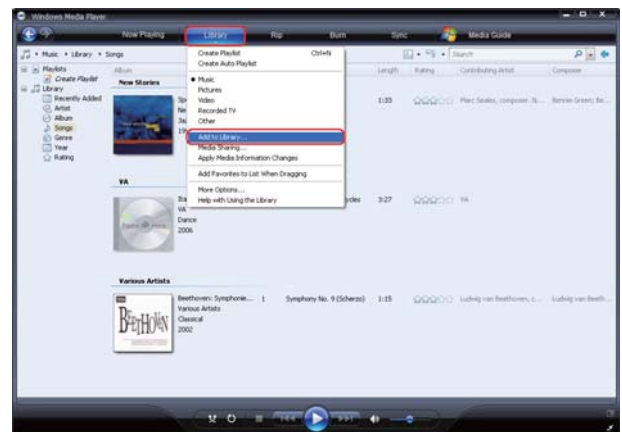 Windows Media Player
Now Playing Library Rip Burn Sync Media Guide
Music Library Songs Search
Playlists
Create Playlist
Library
Recently Added
Artist
Album
Songs
Genre
Year
Rating
Create Playlist Ctrl+N
Create Auto Playlist
Music
Pictures
Video
Recorded TV
Other
Add to Library...
Media Sharing...
Apply Media Information Changes
Add Favorites to List When Dragging
More Options...
Help with Using the Library
Album Length Rating Contributing Artist Composer
New Stories
1:33 Marc Seales, composer. N... Bonnie Green; Be...
VA
VA
Dance
2006
3:27 VA
Various Artists
Beethoven: Symphonie... 1 Symphony No. 9 (Scherzo) 1:15 Ludwig van Beethoven, c... Ludwig van Beeth...
Various Artists
Classical
2002